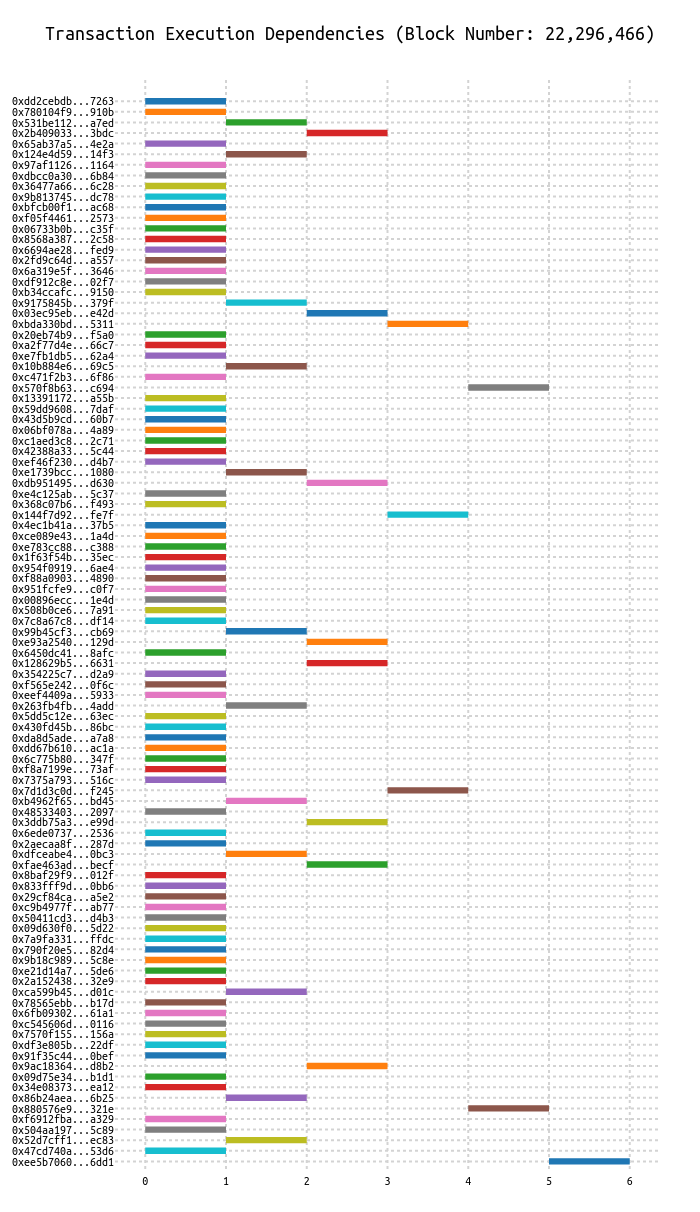 Transaction Execution Dependencies (Block Number: 22,296,466)
0xdd2cebdb...7263
0x780104f9...910b
0x531be112...a7ed
0x2b409033...3bdc
0x65ab37a5...4e2a
0x124e4d59...14f3
0x97af1126...1164
0xdbcc0a30...6b84
0x36477a66...6c28
0x9b813745...dc78
0xbfcb00f1...ac68
0xf05f4461...2573
0x06733b0b...c35f
0x8568a387...2c58
0x6694ae28...fed9
0x2fd9c64d...a557
0x6a319e5f...3646
0xdf912c8e...02f7
0xb34ccafc...9150
0x9175845b...379f
0x03ec95eb...e42d
0xbda330bd...5311
0x20eb74b9...f5a0
0xa2f77d4e...66c7
0xe7fb1db5...62a4
0x10b884e6...69c5
0xc471f2b3...6f86
0x570f8b63...c694
0x13391172...a55b
0x59dd9608...7daf
0x43d5b9cd...60b7
0x06bf078a...4a89
0xc1aed3c8...2c71
0x42388a33...5c44
0xef46f230...d4b7
0xe1739bcc...1080
0xdb951495...d630
0xe4c125ab...5c37
0x368c07b6...f493
0x144f7d92...fe7f
0x4ec1b41a...37b5
0xce089e43...1a4d
0xe783cc88...c388
0x1f63f54b...35ec
0x954f0919...6ae4
0xf88a0903...4890
0x951fcfe9...c0f7
0x00896ecc...1e4d
0x508b0ce6...7a91
0x7c8a67c8...df14
0x99b45cf3...cb69
0xe93a2540...129d
0x6450dc41...8afc
0x128629b5...6631
0x354225c7...d2a9
0xf565e242...0f6c
0xeef4409a...5933
0x263fb4fb...4add
0x5dd5c12e...63ec
0x430fd45b...86bc
0xda8d5ade...a7a8
0xdd67b610...ac1a
0x6c775b80...347f
0xf8a7199e...73af
0x7375a793...516c
0x7d1d3c0d...f245
0xb4962f65...bd45
0x48533403...2097
0x3ddb75a3...e99d
0x6ede0737...2536
0x2aecaa8f...287d
0xdfceabe4...0bc3
0xfae463ad...becf
0x8baf29f9...012f
0x833fff9d...0bb6
0x29cf84ca...a5e2
0xc9b4977f...ab77
0x50411cd3...d4b3
0x09d630f0...5d22
0x7a9fa331...ffdc
0x790f20e5...82d4
0x9b18c989...5c8e
0xe21d14a7...5de6
0x2a152438...32e9
0xca599b45...d01c
0x78565ebb...b17d
0x6fb09302...61a1
0xc545606d...0116
0x7570f155...156a
0xdf3e805b...22df
0x91f35c44...0bef
0x9ac18364...d8b2
0x09d75e34...b1d1
0x34e08373...ea12
0x86b24aea...6b25
0x880576e9...321e
0xf6912fba...a329
0x504aa197...5c89
0x52d7cff1...ec83
0x47cd740a...53d6
0xee5b7060...6dd1
0 1 2 3 4 5 6